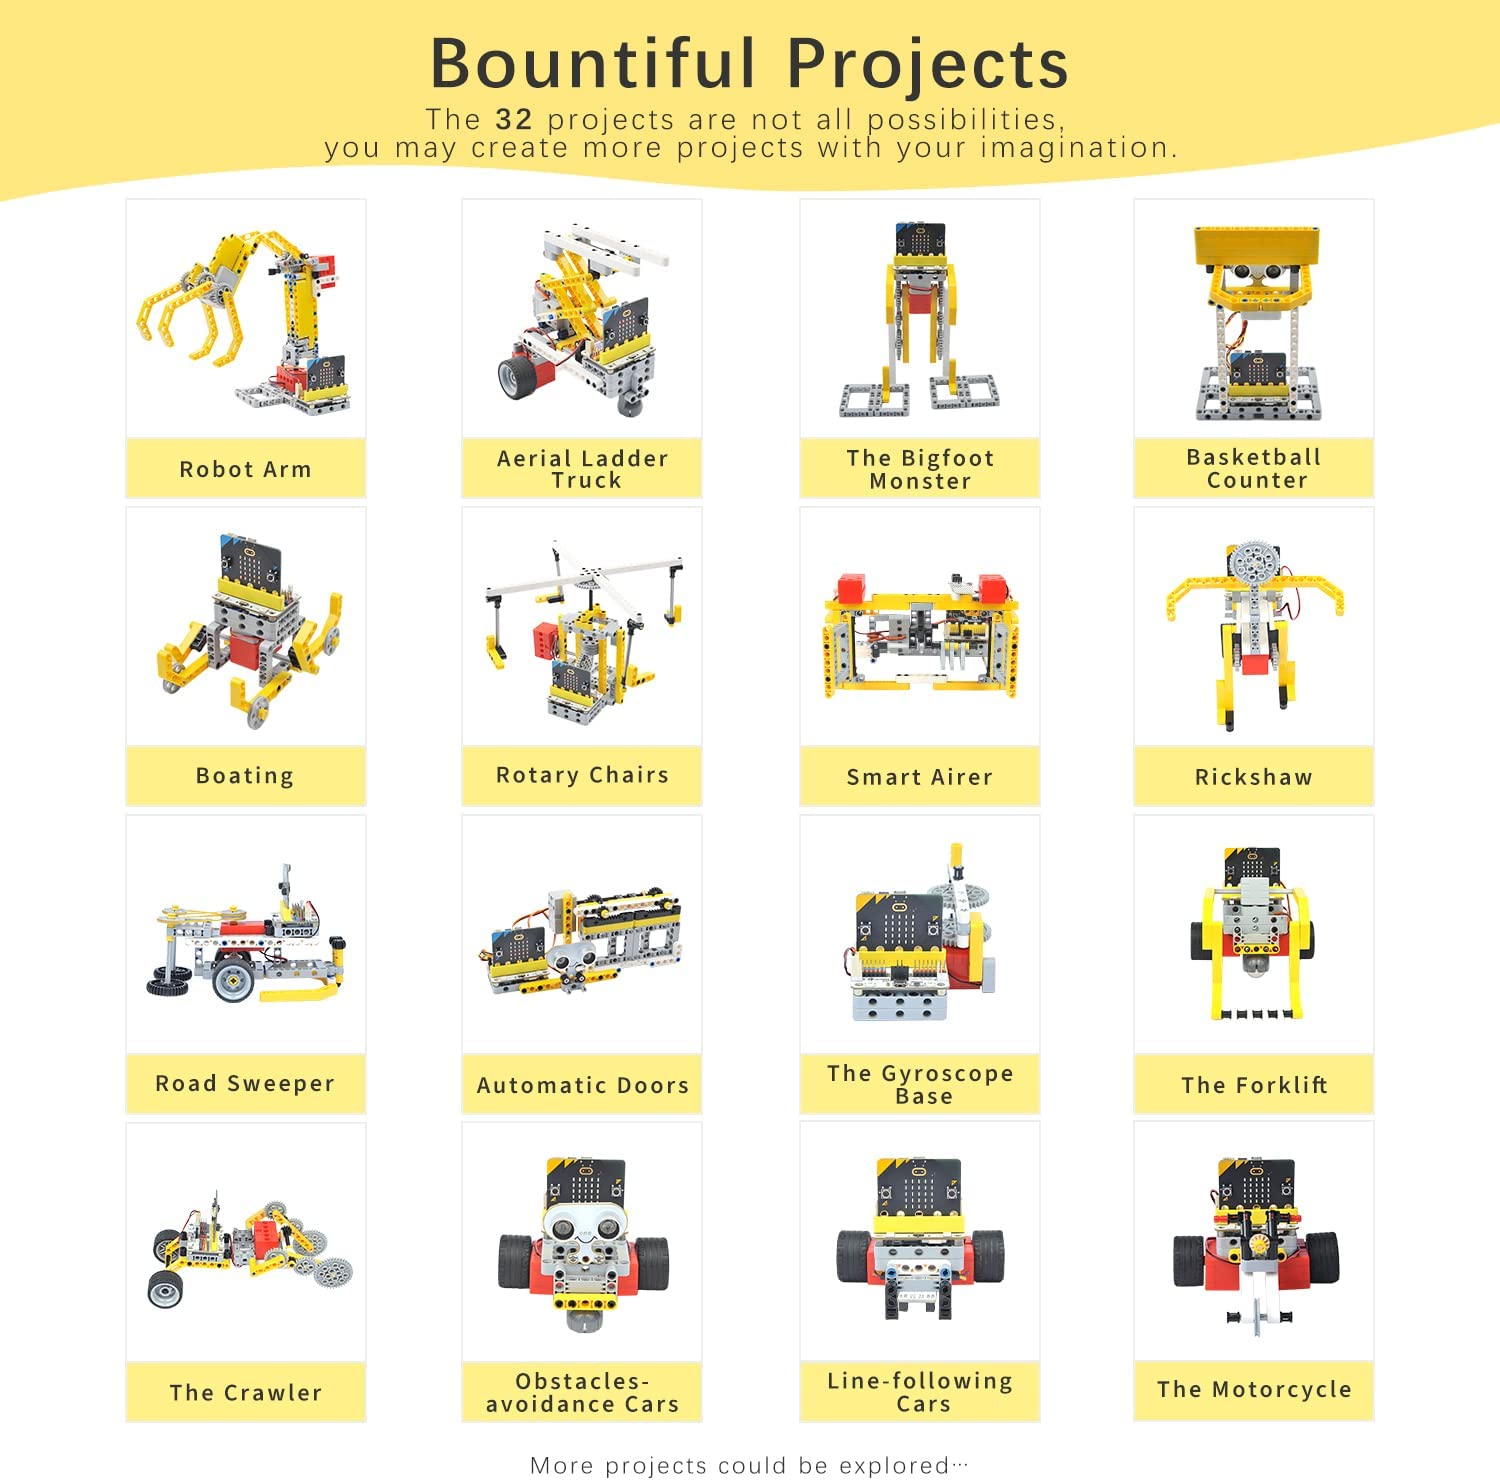 Bountiful Projects
The 32 projects are not all possibilities,
you may create more projects with your imagination.
Robot Arm
Aerial Ladder
Truck
The Bigfoot
Monster
Basketball
Counter
Boating
Rotary Chairs
Smart Airer
Rickshaw
Road Sweeper
Automatic Doors
The Gyroscope
Base
The Forklift
The Crawler
Obstacles-
avoidance Cars
Line-following
Cars
The Motorcycle
More projects could be explored···